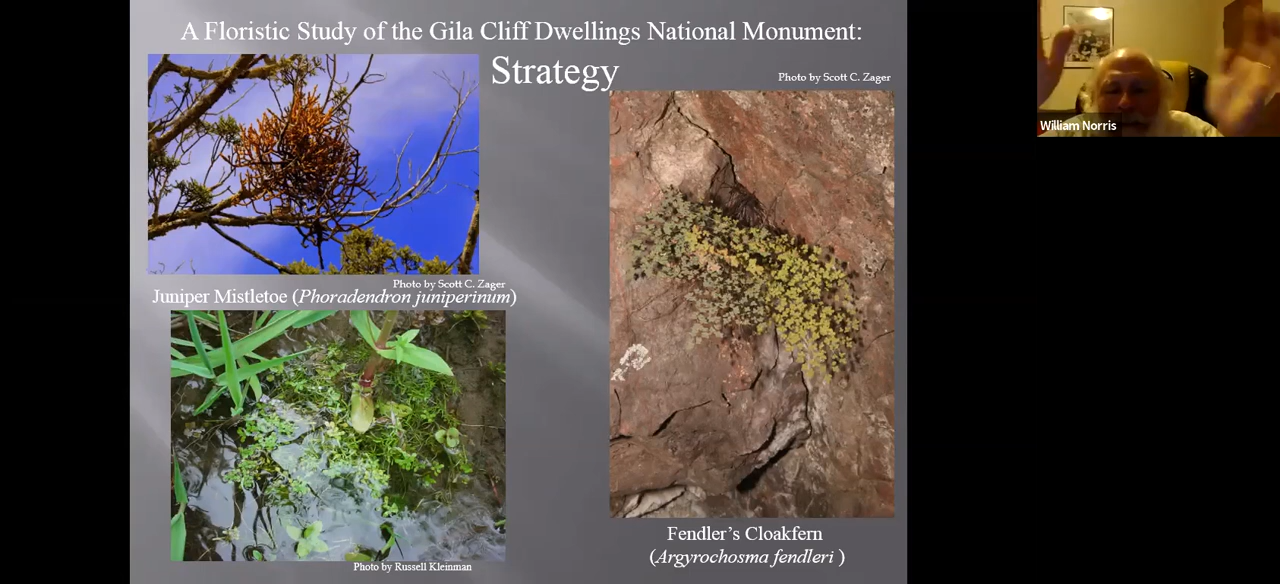 A Floristic Study of the Gila Cliff Dwellings National Monument:
Strategy
Photo by Scott C. Zager
Photo by Scott C. Zager
Juniper Mistletoe (Phoradendron juniperinum)
Photo by Russell Kleinman
Fendler’s Cloakfern
(Argyrochosma fendleri )
William Norris